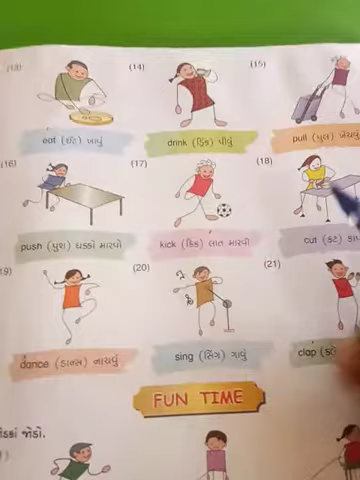 (13) (14) (15)
eat (ઈટ) ખાવું drink (ડ્રિંક) પીવું pull (પુલ) ખેંચવું
(16) (17) (18)
push (પુશ) ધક્કો મારવો kick (કિક) લાત મારવી cut (કટ)
(20) (21)
dance (ડાન્સ) નાચવું sing (સિંગ) ગાવું clap
FUN TIME
જોડો.